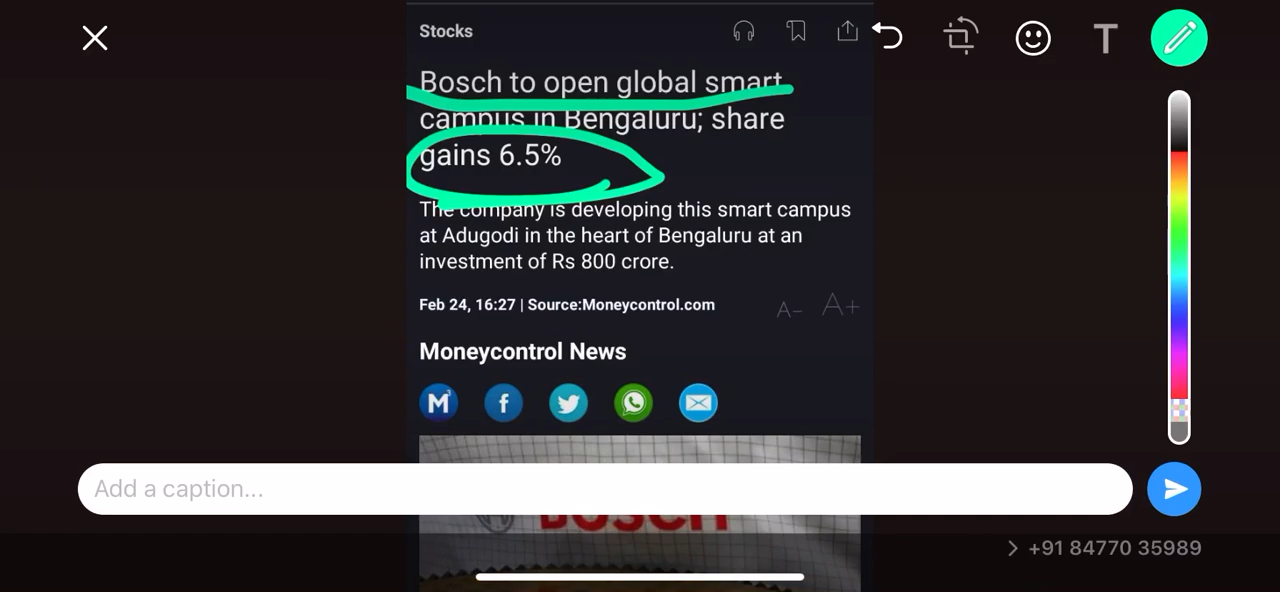 Stocks
T
Bosch to open global smart
campus in Bengaluru; share
gains 6.5%
The company is developing this smart campus
at Adugodi in the heart of Bengaluru at an
investment of Rs 800 crore.
Feb 24, 16:27 | Source:Moneycontrol.com
A− A+
Moneycontrol News
Add a caption...
BOSCH
> +91 84770 35989